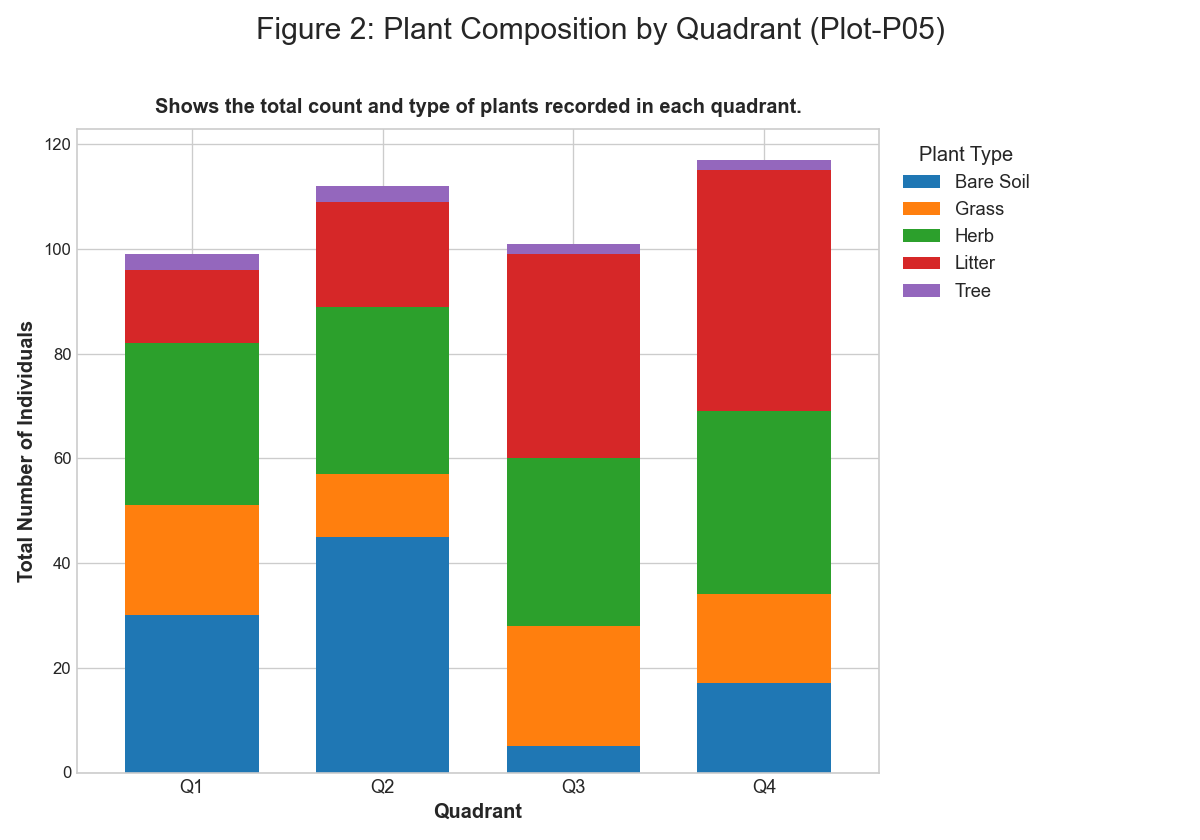 Figure 2: Plant Composition by Quadrant (Plot-P05)
Shows the total count and type of plants recorded in each quadrant.
120
100
80
60
40
20
0
Total Number of Individuals
Q1 Q2 Q3 Q4
Quadrant
Plant Type
Bare Soil
Grass
Herb
Litter
Tree